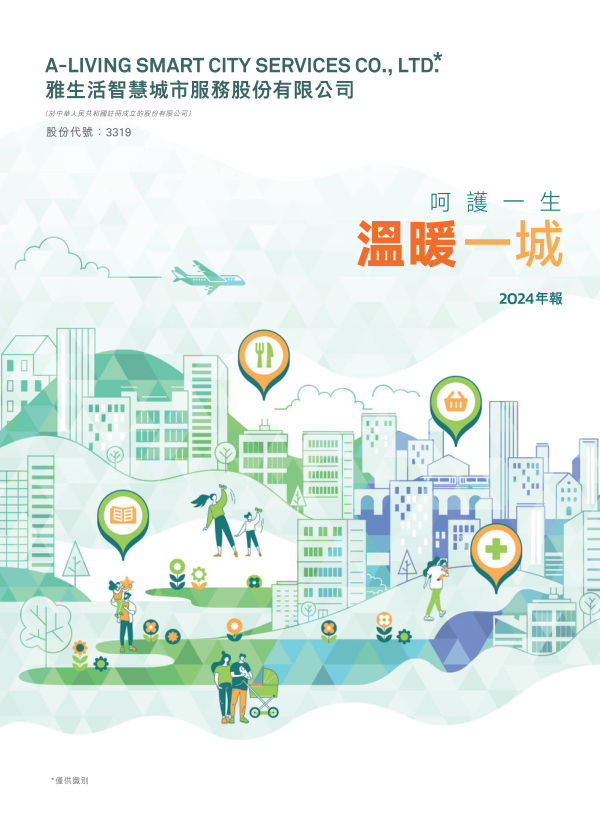 A-LIVING SMART CITY SERVICES CO., LTD.*
雅生活智慧城市服務股份有限公司
(於中華人民共和國註冊成立的股份有限公司)
股份代號：3319
呵護一生
溫暖一城
2024年報
*僅供識別